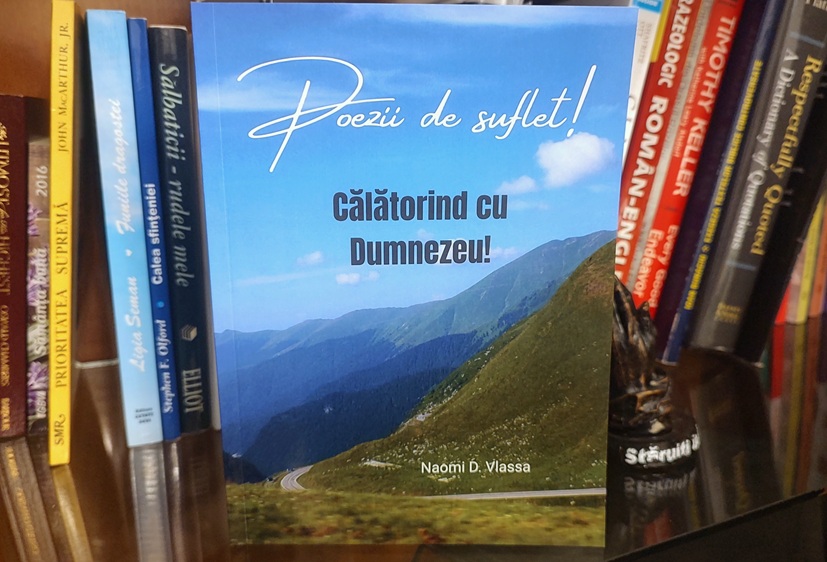 Poezii de suflet!
Călătorind cu
Dumnezeu!
Naomi D. Vlassa
2016
JOHN MACARTHUR, JR.
PRIORITATEA SUPREMĂ
SMR
Ligia Seman • Funiile dragostei
Stephen F. Olford • Calea sfințeniei
Sălbaticii - rudele mele
ELLIOT
ROMÂN-ENGL
TIMOTHY KELLER
Every Good
Endeavor
Respectfully Quoted
A Dictionary of Quotations
Stăruiți